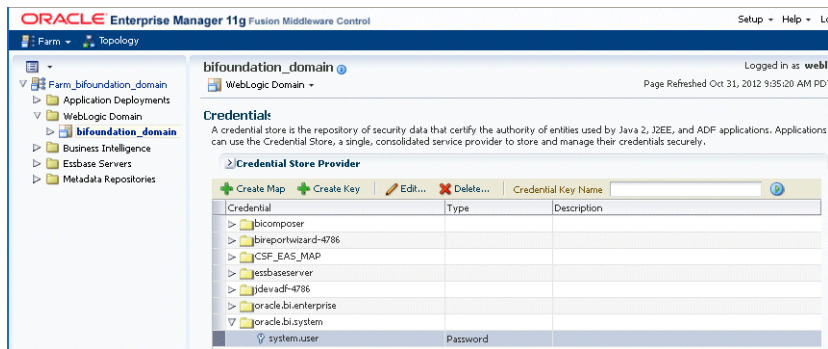 ORACLE Enterprise Manager 11g Fusion Middleware Control
Setup Help
Farm Topology
Farm_bifoundation_domain
Application Deployments
WebLogic Domain
bifoundation_domain
Business Intelligence
Essbase Servers
Metadata Repositories
bifoundation_domain
Logged in as webl
WebLogic Domain
Page Refreshed Oct 31, 2012 9:35:20 AM PD
Credentials
A credential store is the repository of security data that certify the authority of entities used by Java 2, J2EE, and ADF applications. Applications
can use the Credential Store, a single, consolidated service provider to store and manage their credentials securely.
Credential Store Provider
Create Map Create Key Edit... Delete... Credential Key Name
Credential Type Description
bicomposer
bireportwizard-4786
CSF_EAS_MAP
essbaseserver
jdevadf-4786
oracle.bi.enterprise
oracle.bi.system
system.user Password